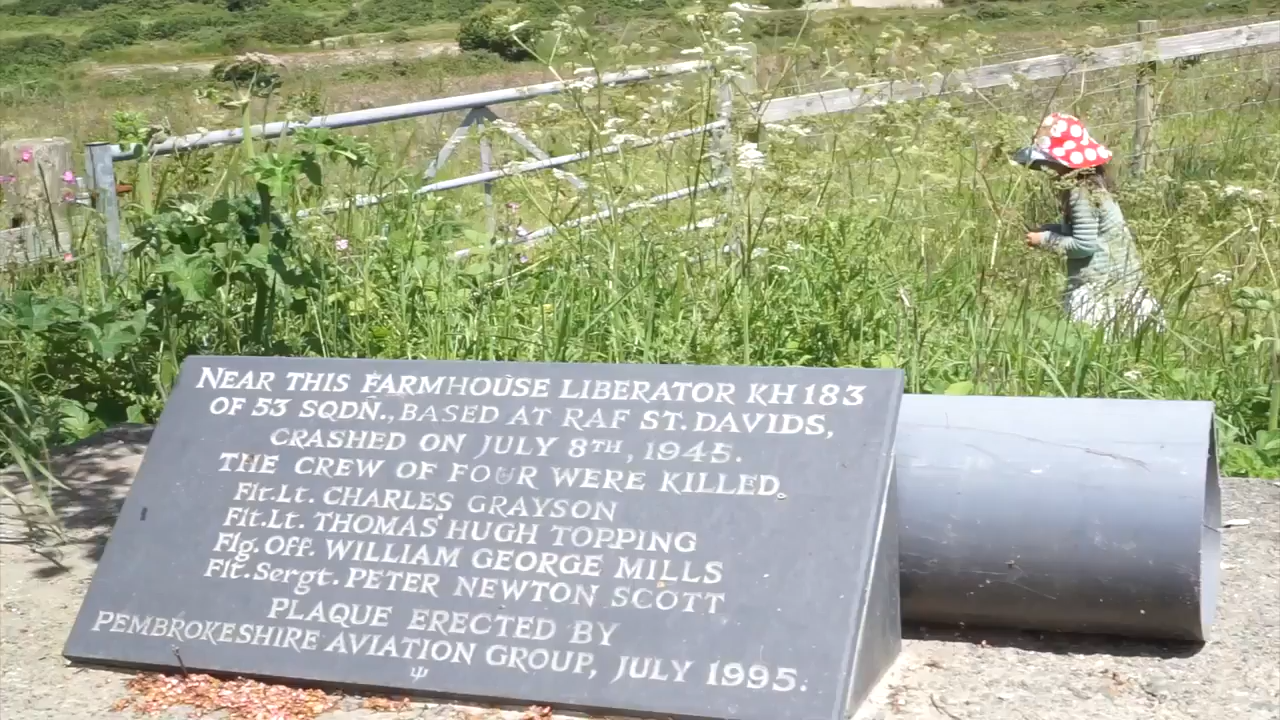 NEAR THIS FARMHOUSE LIBERATOR KH 183
OF 53 SQDN., BASED AT RAF ST. DAVIDS,
CRASHED ON JULY 8TH, 1945.
THE CREW OF FOUR WERE KILLED.
Flt.Lt. CHARLES GRAYSON
Flt.Lt. THOMAS HUGH TOPPING
Flg.Off. WILLIAM GEORGE MILLS
Flt.Sergt. PETER NEWTON SCOTT
PLAQUE ERECTED BY
PEMBROKESHIRE AVIATION GROUP, JULY 1995.